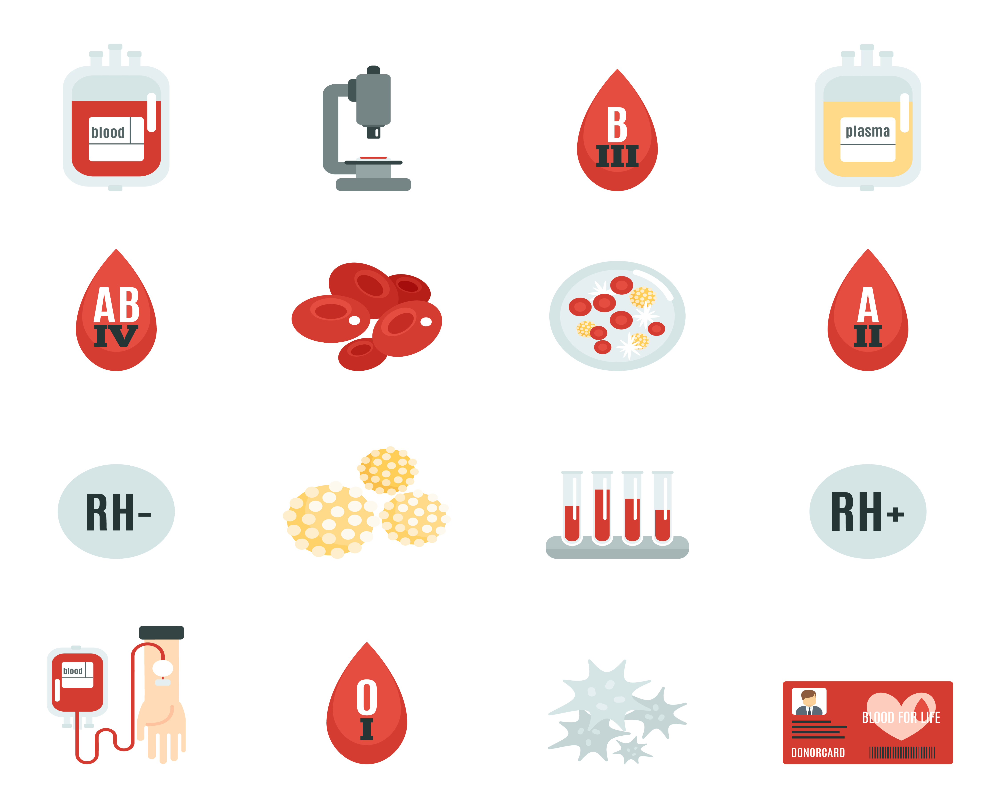 blood
B
III
plasma
AB
IV
A
II
RH-
RH+
blood
O
I
BLOOD FOR LIFE
DONORCARD